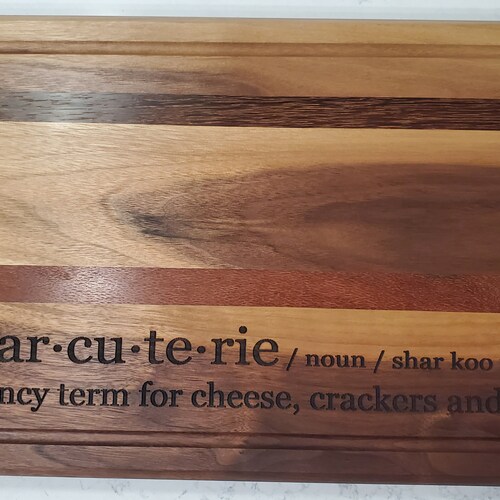 ar·cu·te·rie / noun / shar koo
ncy term for cheese, crackers and